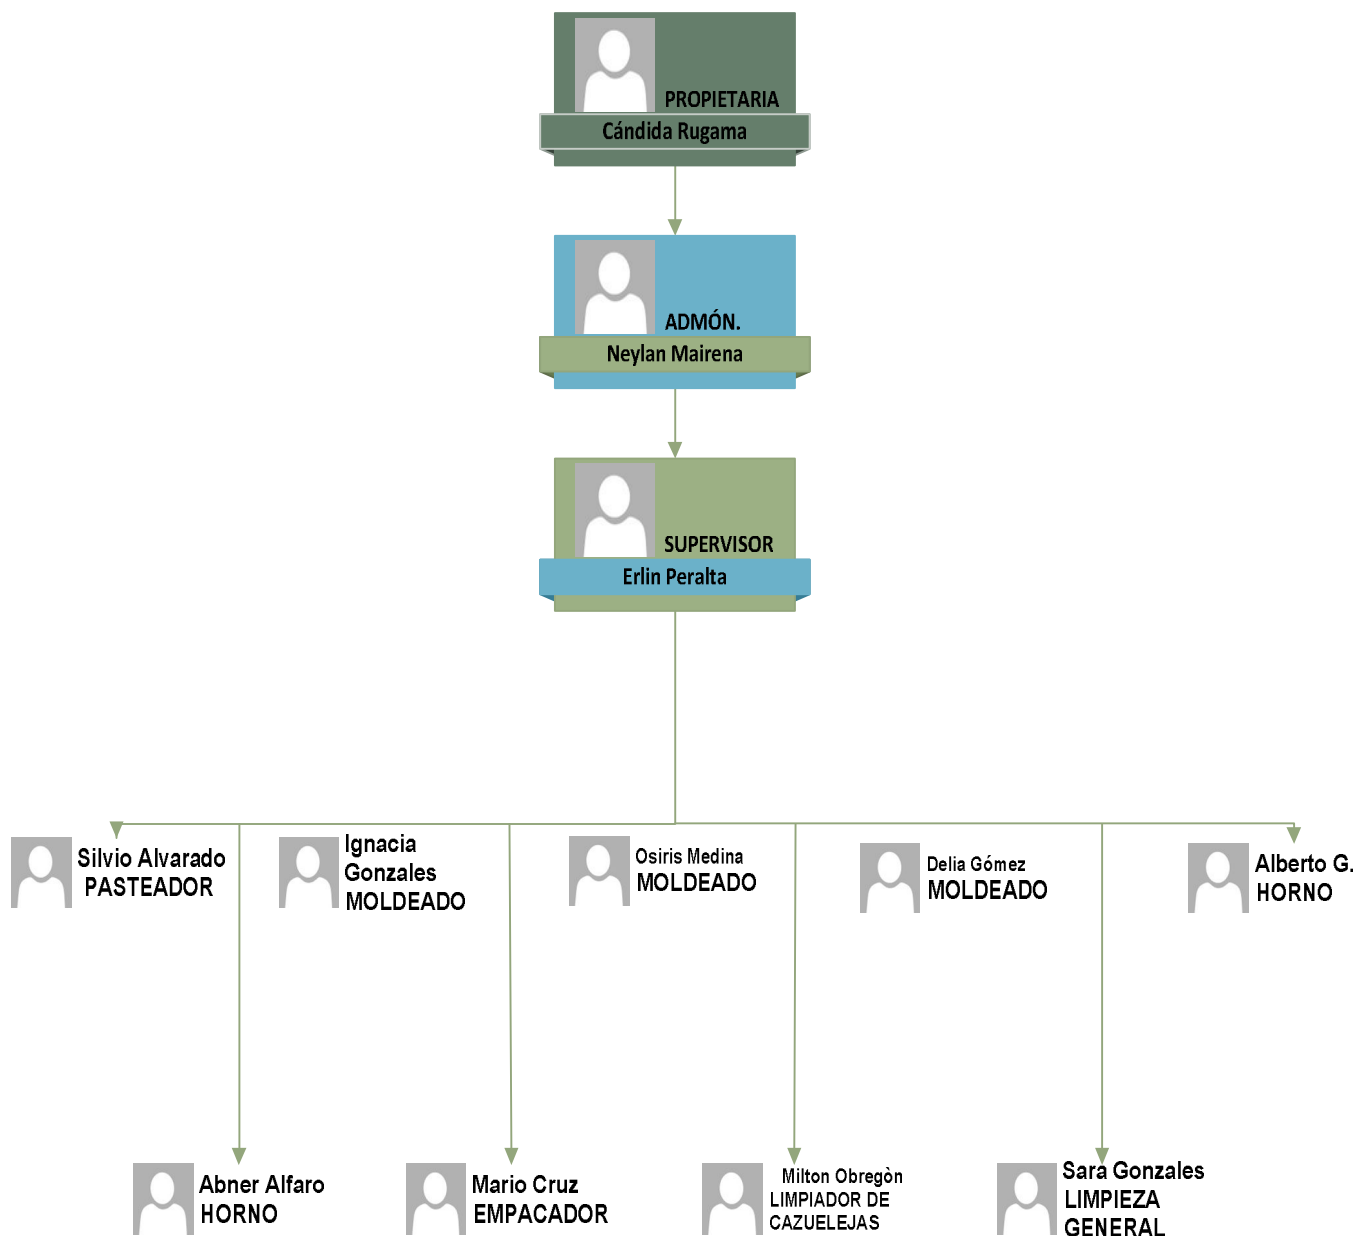 PROPIETARIA
Cándida Rugama
ADMÓN.
Neylan Mairena
SUPERVISOR
Erlin Peralta
Silvio Alvarado
PASTEADOR
Ignacia
Gonzales
MOLDEADO
Osiris Medina
MOLDEADO
Delia Gómez
MOLDEADO
Alberto G.
HORNO
Abner Alfaro
HORNO
Mario Cruz
EMPACADOR
Milton Obregòn
LIMPIADOR DE
CAZUELEJAS
Sara Gonzales
LIMPIEZA
GENERAL